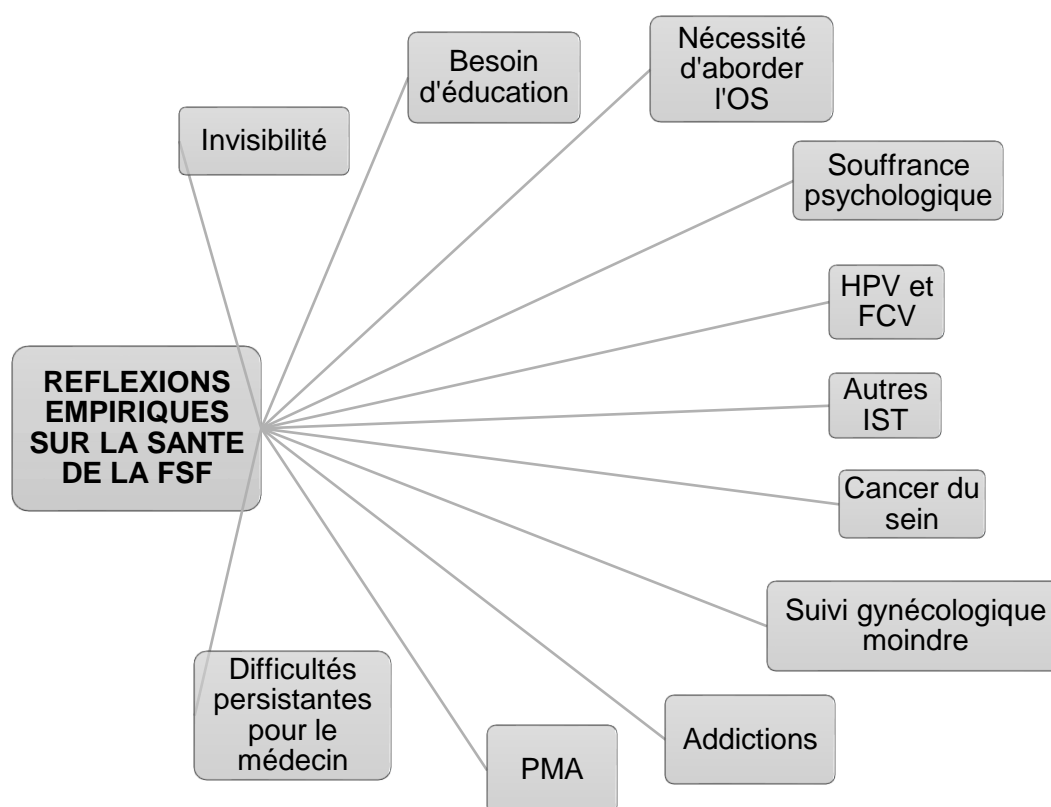 Invisibilité
Besoin
d'éducation
Nécessité
d'aborder
l'OS
Souffrance
psychologique
HPV et
FCV
Autres
IST
Cancer du
sein
Suivi gynécologique
moindre
Addictions
PMA
Difficultés
persistantes
pour le
médecin
REFLEXIONS
EMPIRIQUES
SUR LA SANTE
DE LA FSF